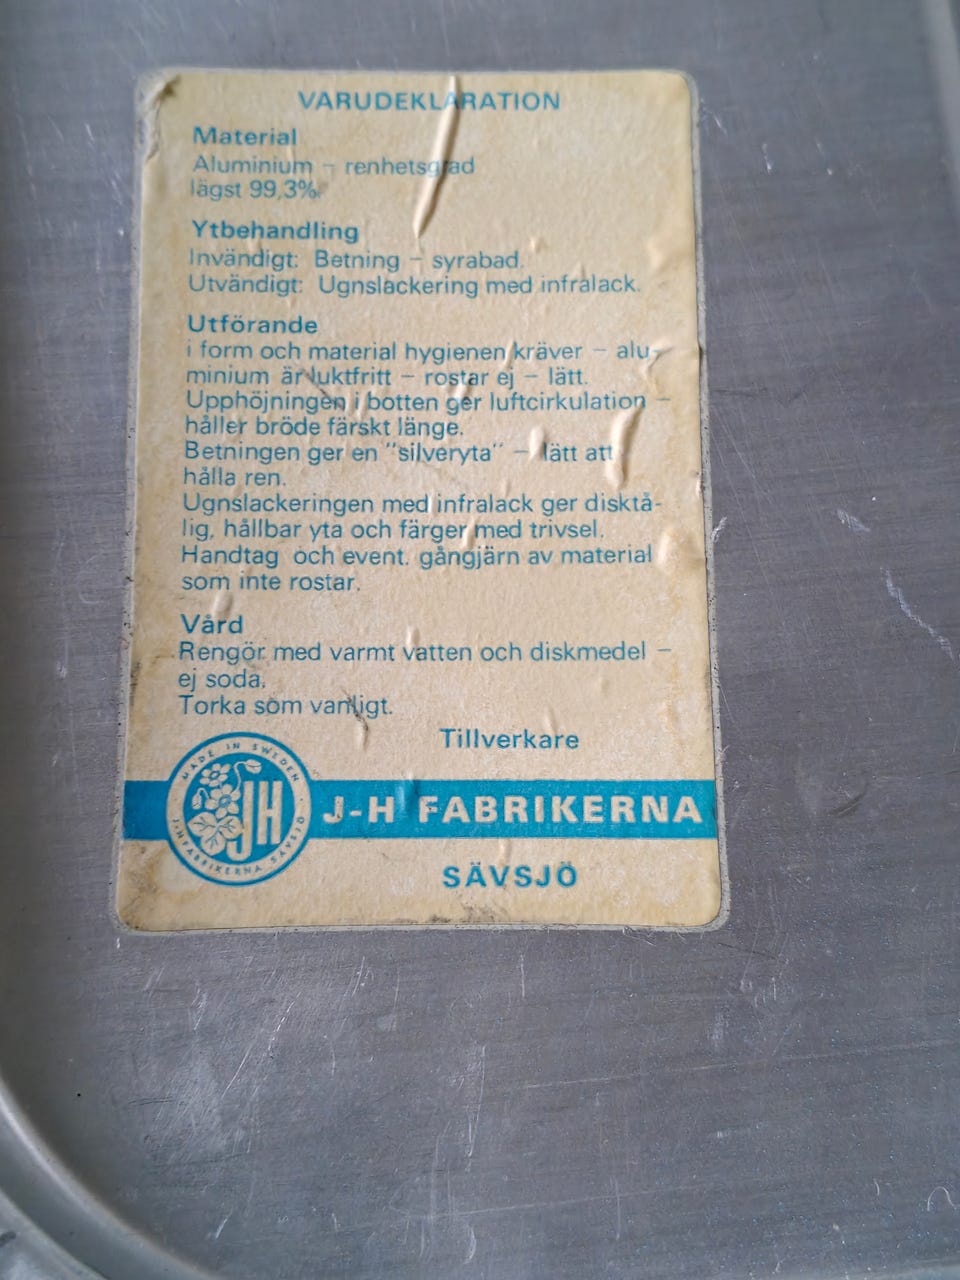 VARUDEKLARATION
Material
Aluminium – renhetsgrad
lägst 99,3%.
Ytbehandling
Invändigt: Betning – syrabad.
Utvändigt: Ugnslackering med infralack.
Utförande
i form och material hygienen kräver – alu-
minium är luktfritt – rostar ej – lätt.
Upphöjningen i botten ger luftcirkulation –
håller bröde färskt länge.
Betningen ger en "silveryta" – lätt att
hålla ren.
Ugnslackeringen med infralack ger disktå-
lig, hållbar yta och färger med trivsel.
Handtag och event. gångjärn av material
som inte rostar.
Vård
Rengör med varmt vatten och diskmedel –
ej soda.
Torka som vanligt.
Tillverkare
MADE IN SWEDEN
JH
J-H FABRIKERNA SÄVSJÖ
J-H FABRIKERNA
SÄVSJÖ